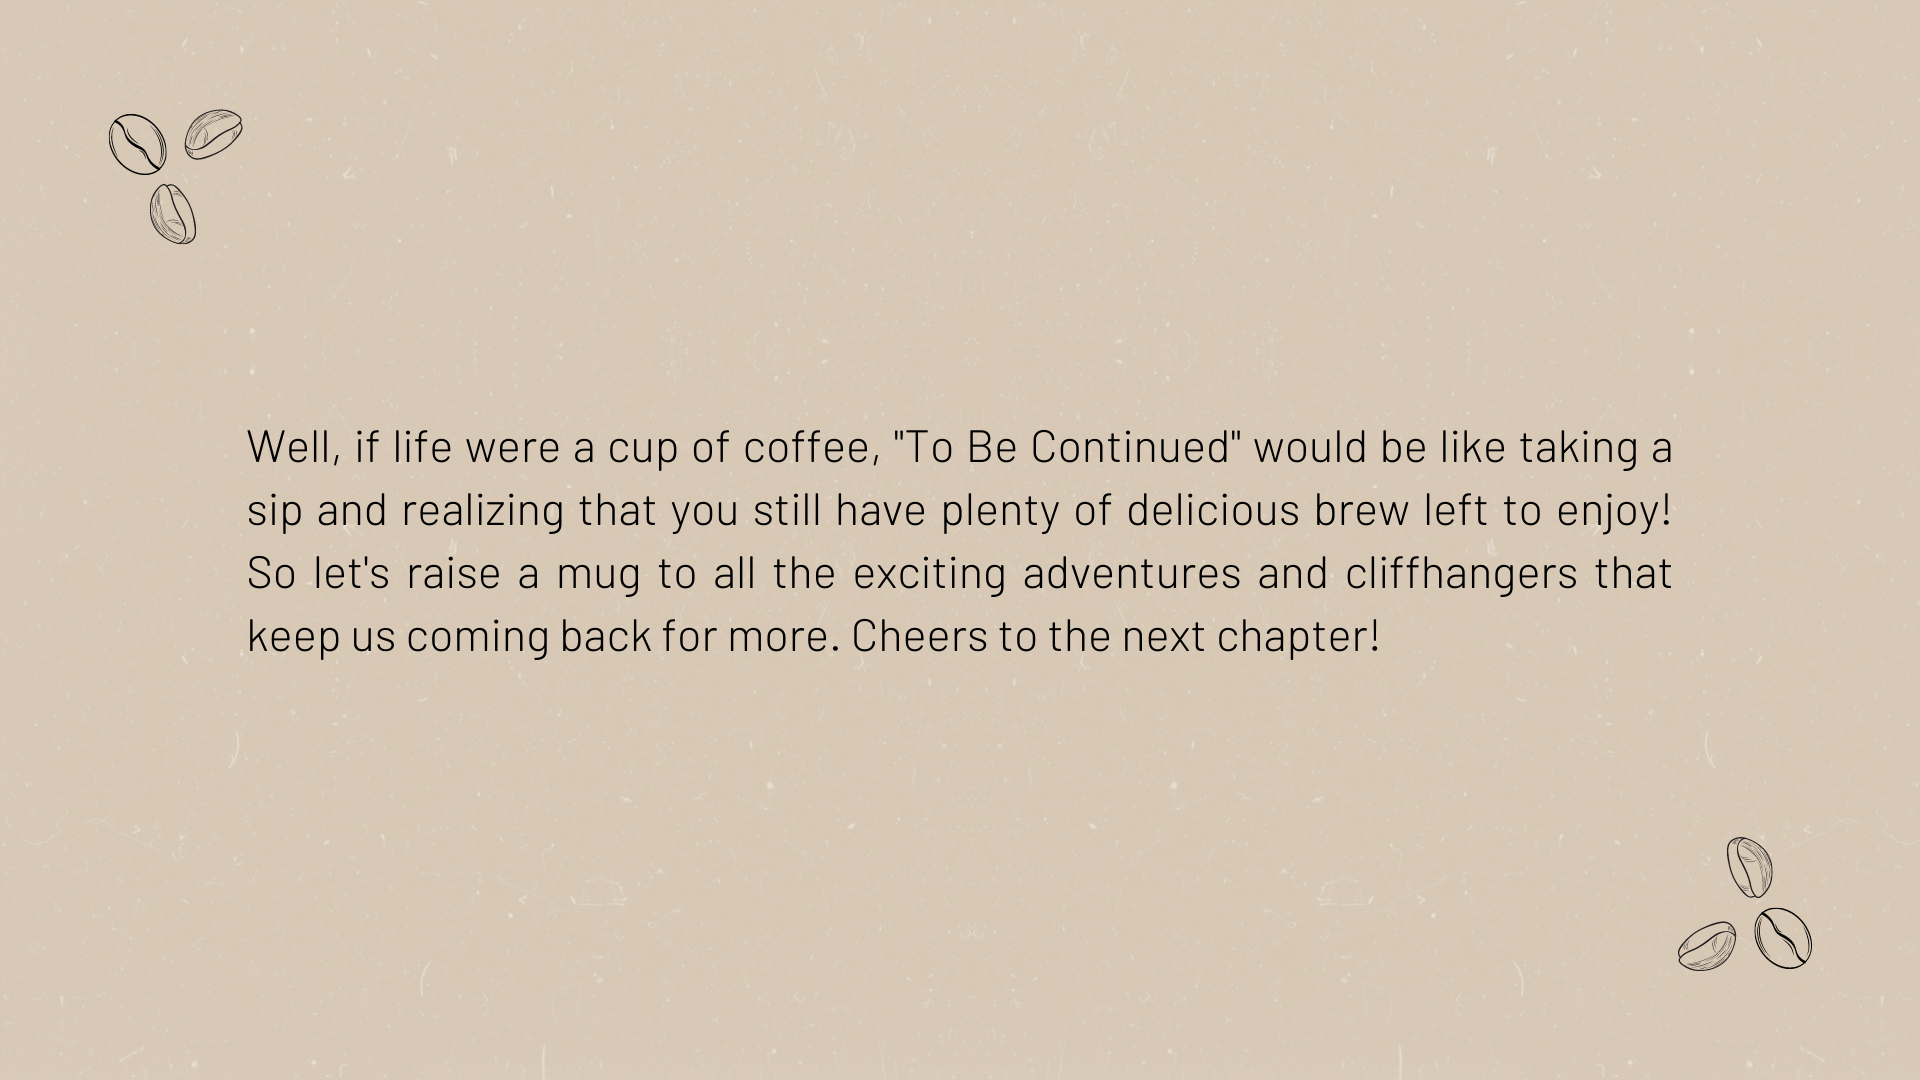 Well, if life were a cup of coffee, "To Be Continued" would be like taking a
sip and realizing that you still have plenty of delicious brew left to enjoy!
So let's raise a mug to all the exciting adventures and cliffhangers that
keep us coming back for more. Cheers to the next chapter!